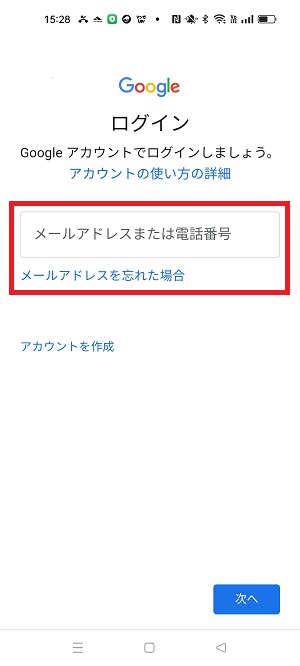 15:28
Google
ログイン
Google アカウントでログインしましょう。
アカウントの使い方の詳細
メールアドレスまたは電話番号
メールアドレスを忘れた場合
アカウントを作成
次へ